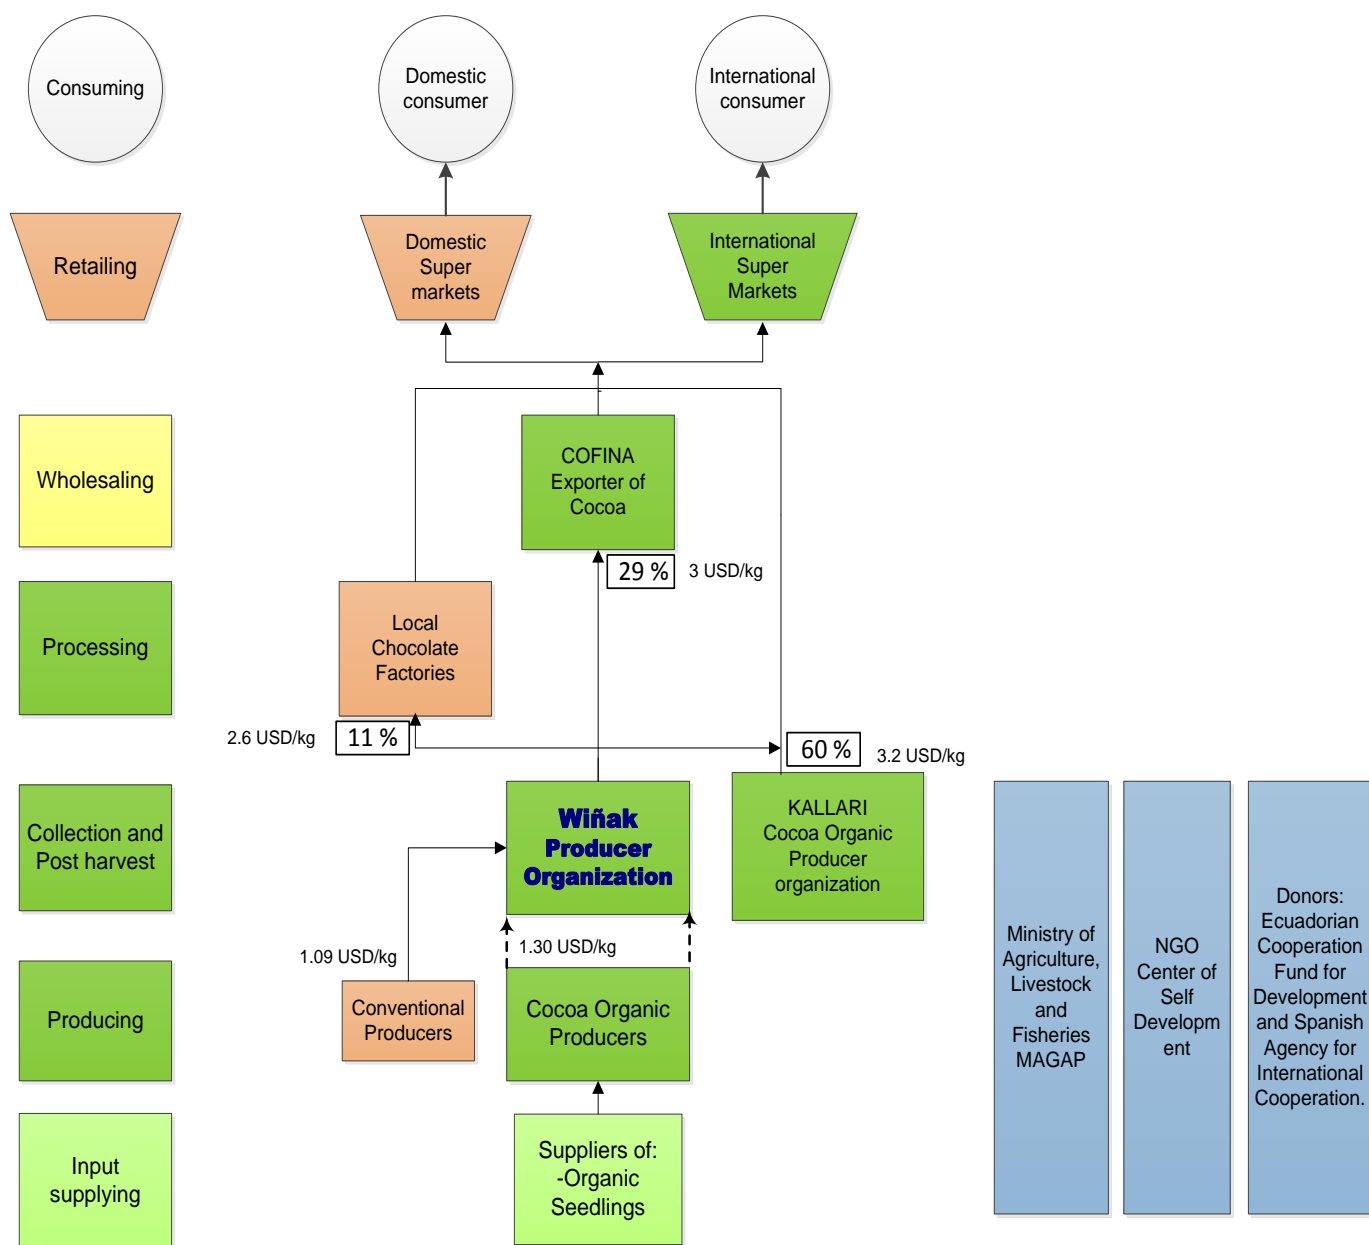 Consuming
Domestic
consumer
International
consumer
Retailing
Domestic
Super
markets
International
Super
Markets
Wholesaling
COFINA
Exporter of
Cocoa
29 %
3 USD/kg
Processing
Local
Chocolate
Factories
2.6 USD/kg
11 %
60 %
3.2 USD/kg
Collection and
Post harvest
Wiñak
Producer
Organization
KALLARI
Cocoa Organic
Producer
organization
1.09 USD/kg
1.30 USD/kg
Producing
Conventional
Producers
Cocoa Organic
Producers
Input
supplying
Suppliers of:
-Organic
Seedlings
Ministry of
Agriculture,
Livestock
and
Fisheries
MAGAP
NGO
Center of
Self
Developm
ent
Donors:
Ecuadorian
Cooperation
Fund for
Development
and Spanish
Agency for
International
Cooperation.